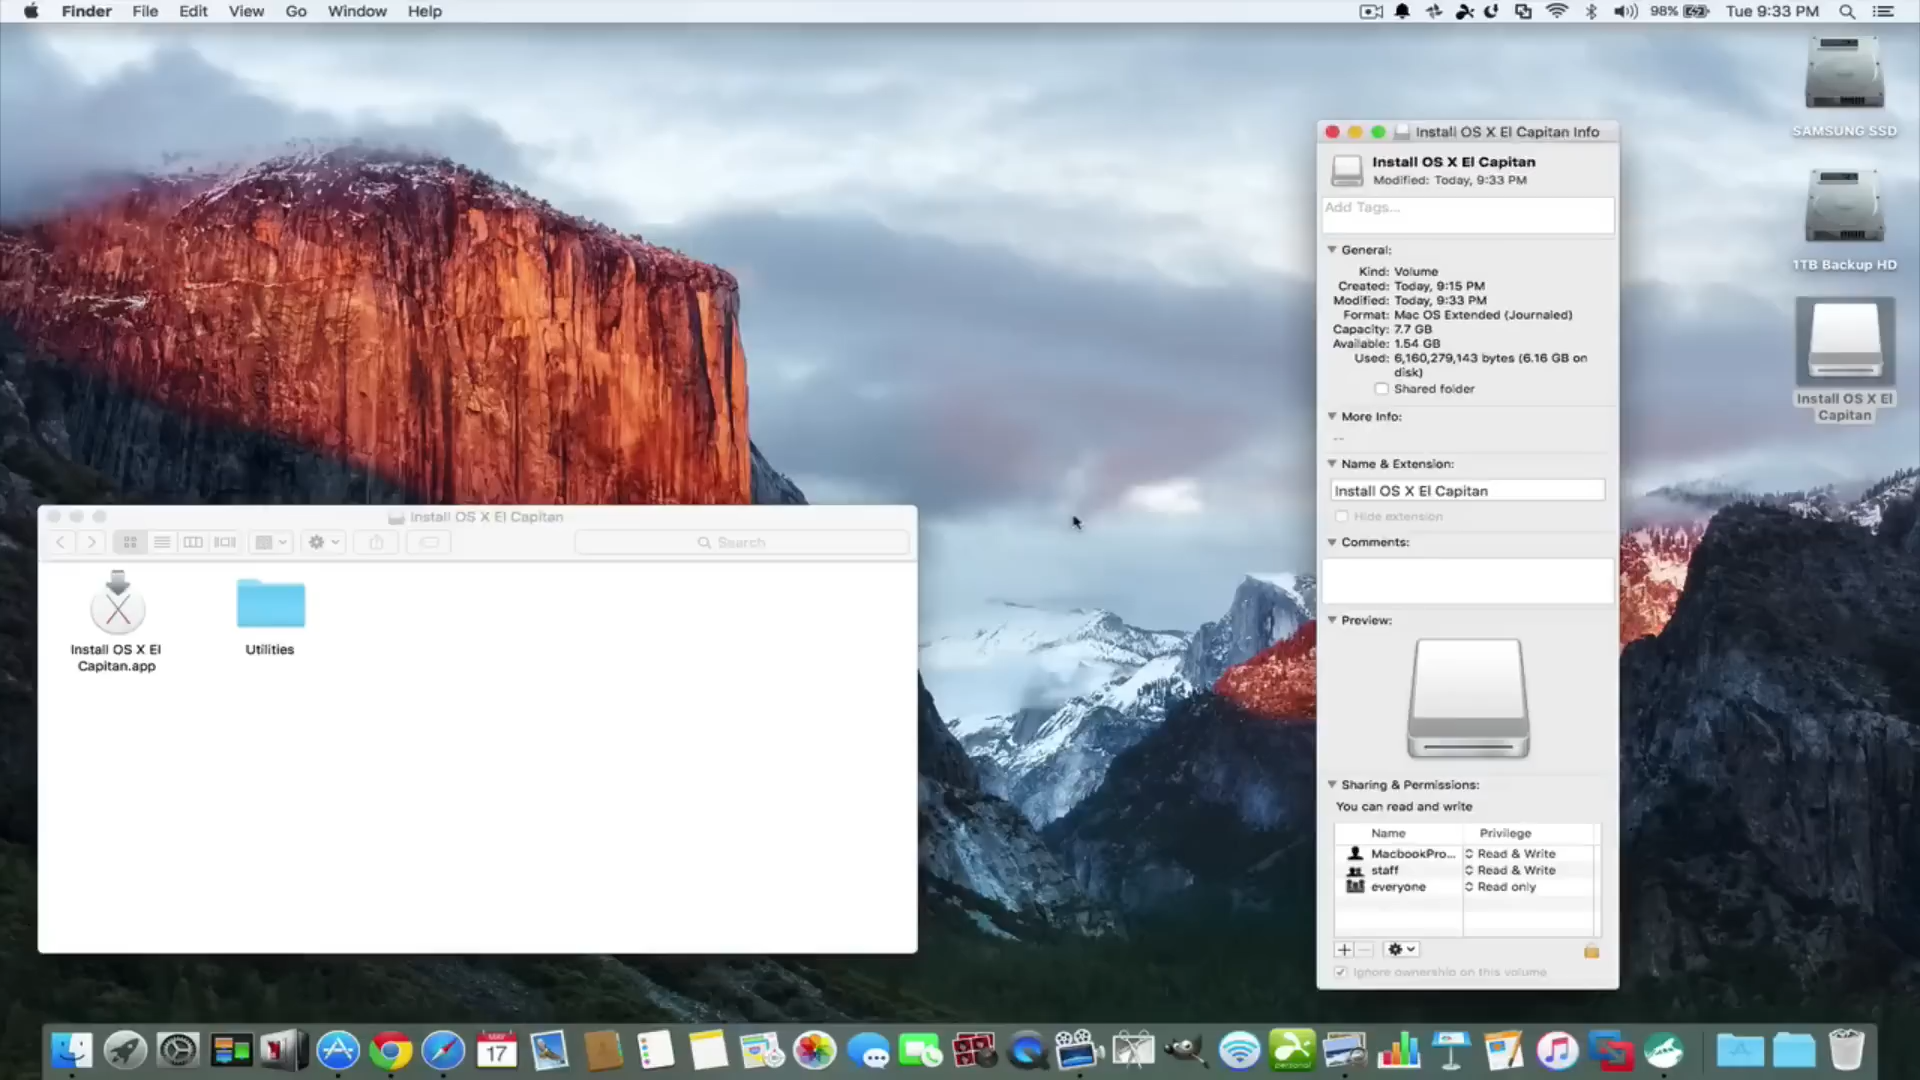 Finder File Edit View Go Window Help
98% Tue 9:33 PM
SAMSUNG SSD
1TB Backup HD
Install OS X El
Capitan
Install OS X El Capitan Info
Install OS X El Capitan
Modified: Today, 9:33 PM
Add Tags...
General:
Kind: Volume
Created: Today, 9:15 PM
Modified: Today, 9:33 PM
Format: Mac OS Extended (Journaled)
Capacity: 7.7 GB
Available: 1.54 GB
Used: 6,160,279,143 bytes (6.16 GB on
disk)
Shared folder
More Info:
--
Name & Extension:
Install OS X El Capitan
Hide extension
Comments:
Preview:
Sharing & Permissions:
You can read and write
Name Privilege
MacbookPro... Read & Write
staff Read & Write
everyone Read only
Ignore ownership on this volume
Install OS X El Capitan
Search
Install OS X El
Capitan.app
Utilities
MAY
17
personal